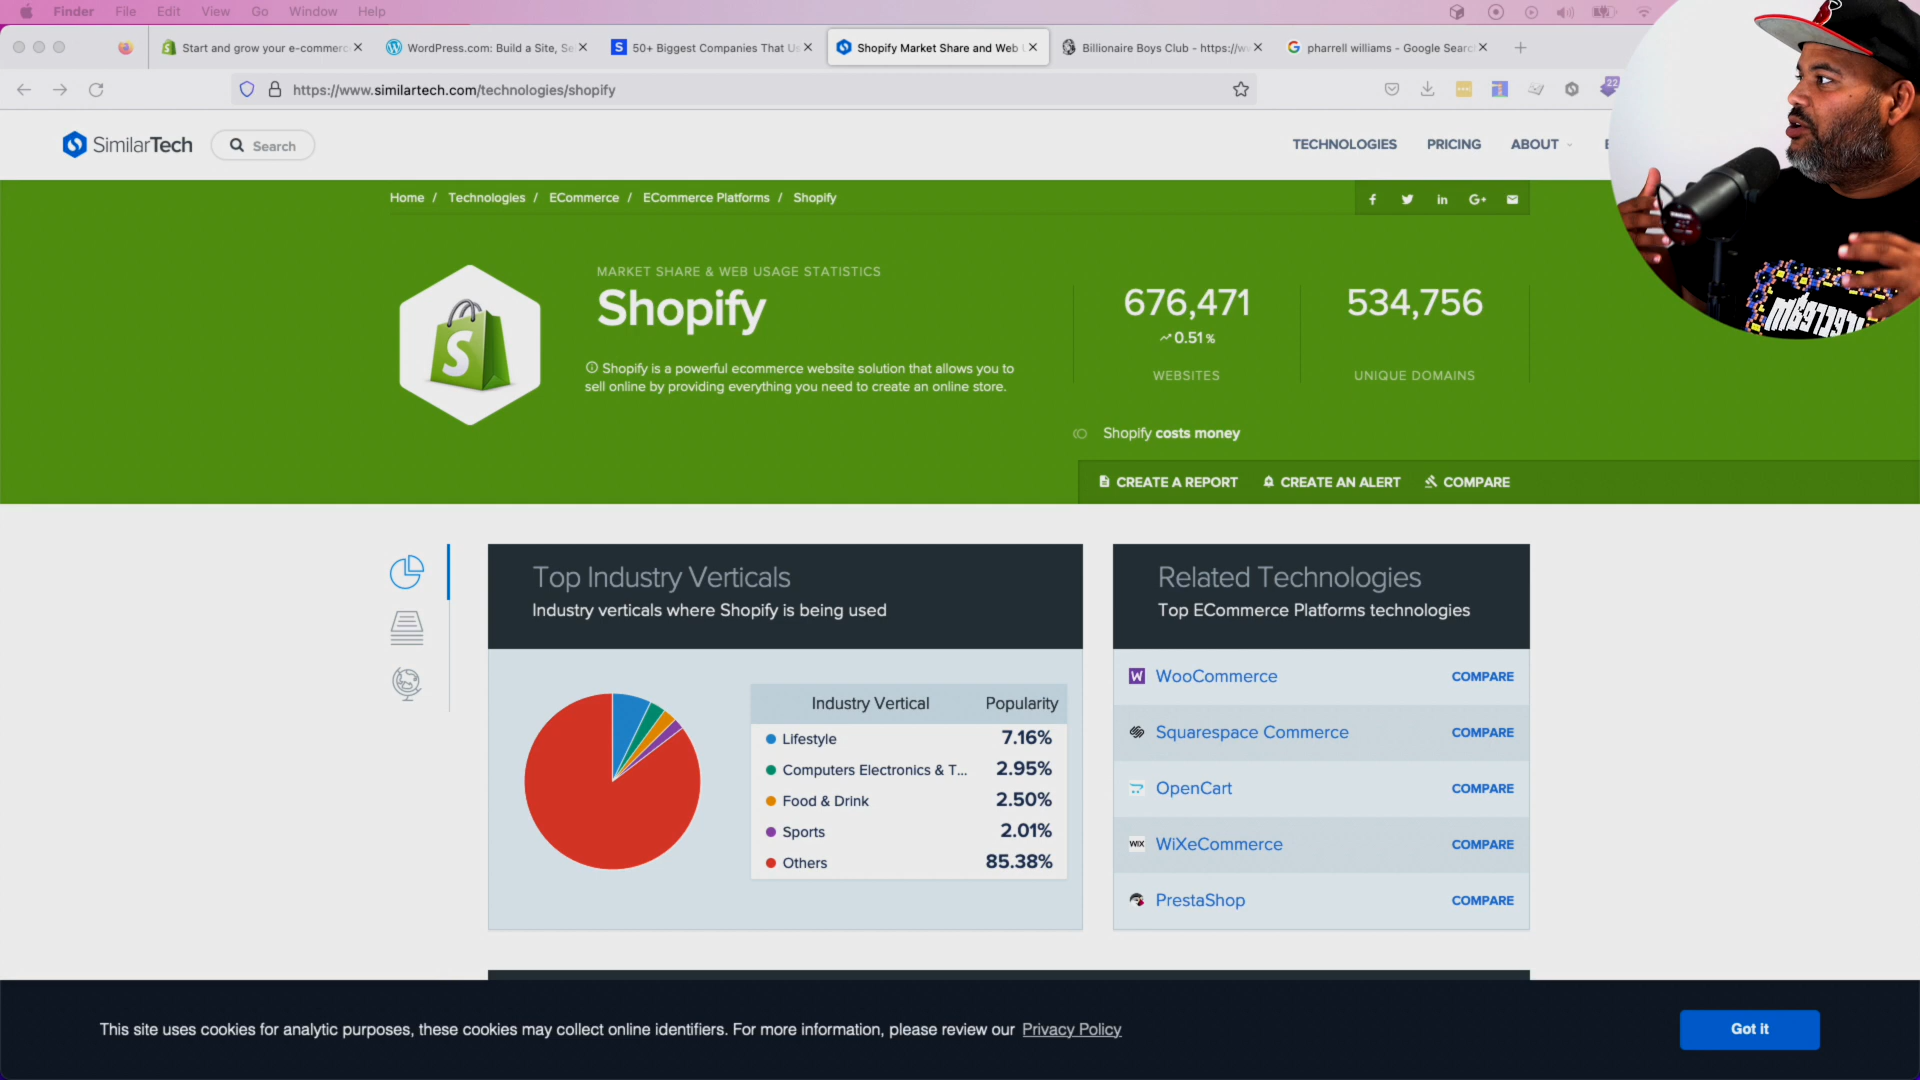 Finder File Edit View Go Window Help
Start and grow your e-commerc
WordPress.com: Build a Site, Se
50+ Biggest Companies That Us
Shopify Market Share and Web
Billionaire Boys Club - https://w
pharrell williams - Google Searc
https://www.similartech.com/technologies/shopify
22
SimilarTech
Search
TECHNOLOGIES
PRICING
ABOUT
Home / Technologies / ECommerce / ECommerce Platforms / Shopify
MARKET SHARE & WEB USAGE STATISTICS
Shopify
Shopify is a powerful ecommerce website solution that allows you to
sell online by providing everything you need to create an online store.
676,471
0.51 %
WEBSITES
534,756
UNIQUE DOMAINS
Shopify costs money
CREATE A REPORT
CREATE AN ALERT
COMPARE
Top Industry Verticals
Industry verticals where Shopify is being used
Industry Vertical Popularity
Lifestyle 7.16%
Computers Electronics & T... 2.95%
Food & Drink 2.50%
Sports 2.01%
Others 85.38%
Related Technologies
Top ECommerce Platforms technologies
WooCommerce COMPARE
Squarespace Commerce COMPARE
OpenCart COMPARE
WiXeCommerce COMPARE
PrestaShop COMPARE
This site uses cookies for analytic purposes, these cookies may collect online identifiers. For more information, please review our Privacy Policy
Got it